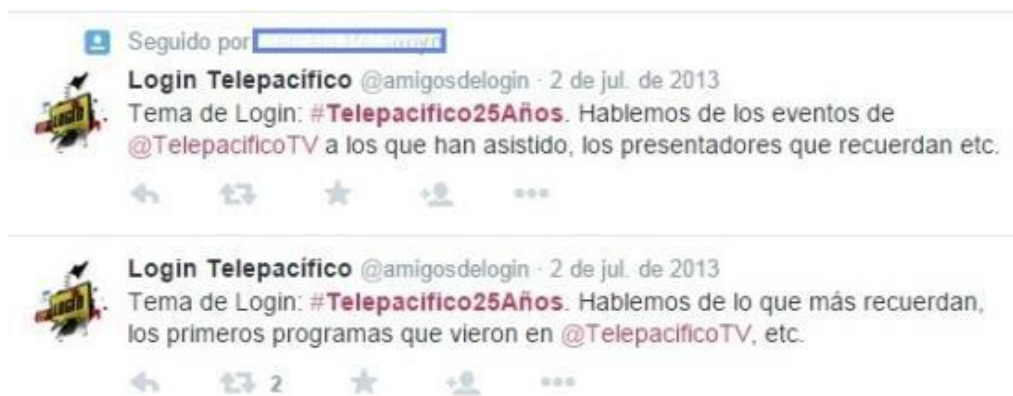 Seguido por
Login Telepacífico @amigosdelogin · 2 de jul. de 2013
Tema de Login: #Telepacifico25Años. Hablemos de los eventos de
@TelepacificoTV a los que han asistido, los presentadores que recuerdan etc.
Login Telepacífico @amigosdelogin · 2 de jul. de 2013
Tema de Login: #Telepacifico25Años. Hablemos de lo que más recuerdan,
los primeros programas que vieron en @TelepacificoTV, etc.
2